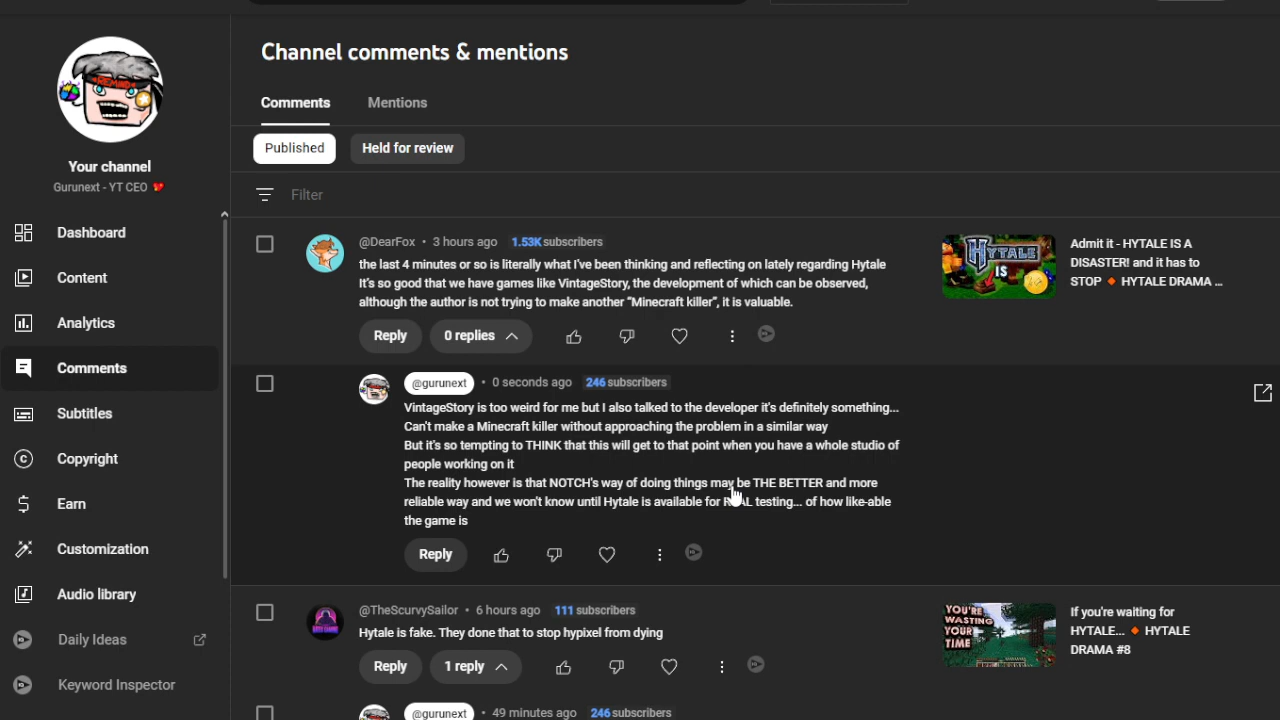 Channel comments & mentions
Comments
Mentions
Published
Held for review
Filter
REMIND
Your channel
Gurunext - YT CEO
Dashboard
Content
Analytics
Comments
Subtitles
Copyright
Earn
Customization
Audio library
Daily Ideas
Keyword Inspector
@DearFox • 3 hours ago 1.53K subscribers
the last 4 minutes or so is literally what I've been thinking and reflecting on lately regarding Hytale
It's so good that we have games like VintageStory, the development of which can be observed,
although the author is not trying to make another "Minecraft killer", it is valuable.
Reply
0 replies
HYTALE
IS
Admit it - HYTALE IS A
DISASTER! and it has to
STOP 🔸 HYTALE DRAMA ...
@gurunext • 0 seconds ago 246 subscribers
VintageStory is too weird for me but I also talked to the developer it's definitely something...
Can't make a Minecraft killer without approaching the problem in a similar way
But it's so tempting to THINK that this will get to that point when you have a whole studio of
people working on it
The reality however is that NOTCH's way of doing things may be THE BETTER and more
reliable way and we won't know until Hytale is available for REAL testing... of how like-able
the game is
Reply
@TheScurvySailor • 6 hours ago 111 subscribers
Hytale is fake. They done that to stop hypixel from dying
Reply
1 reply
YOU'RE
WASTING
YOUR
TIME
If you're waiting for
HYTALE... 🔸 HYTALE
DRAMA #8
@gurunext • 49 minutes ago 246 subscribers